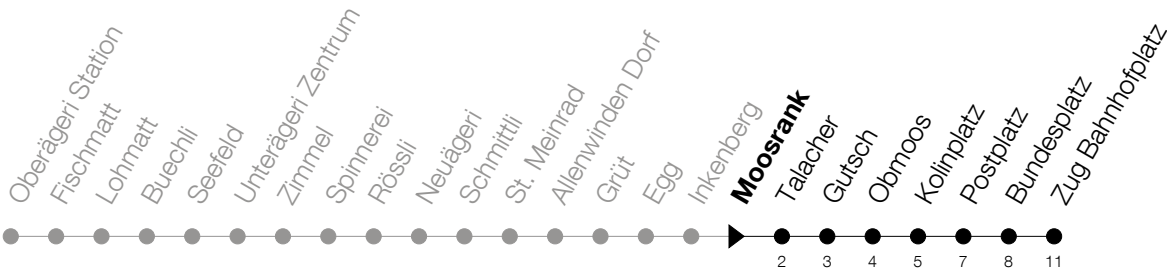 Oberägeri Station
Fischmatt
Lohmatt
Buechli
Seefeld
Unterägeri Zentrum
Zimmel
Spinnerei
Rössli
Neuägeri
Schmittli
St. Meinrad
Allenwinden Dorf
Grüt
Egg
Inkenberg
Moosrank
Talacher
Gutsch
Obmoos
Kolinplatz
Postplatz
Bundesplatz
Zug Bahnhofplatz
2 3 4 5 7 8 11